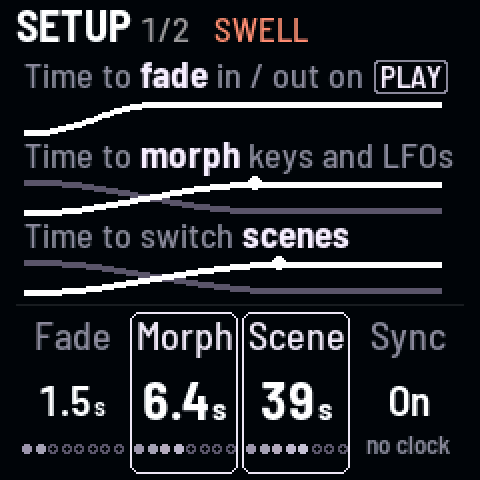 SETUP 1/2 SWELL
Time to fade in / out on PLAY
Time to morph keys and LFOs
Time to switch scenes
Fade Morph Scene Sync
1.5s 6.4s 39s On
no clock